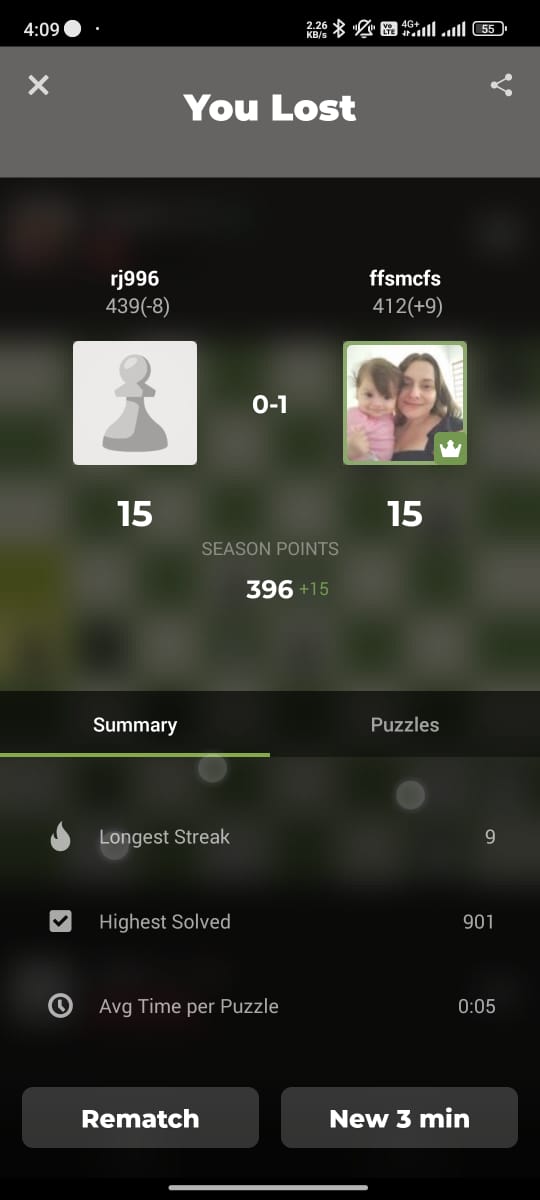 4:09
2.26
KB/s
Vo
LTE
4G+
55
You Lost
rj996
ffsmcfs
439(-8)
412(+9)
0-1
15
15
SEASON POINTS
396 +15
Summary
Puzzles
Longest Streak
9
Highest Solved
901
Avg Time per Puzzle
0:05
Rematch
New 3 min